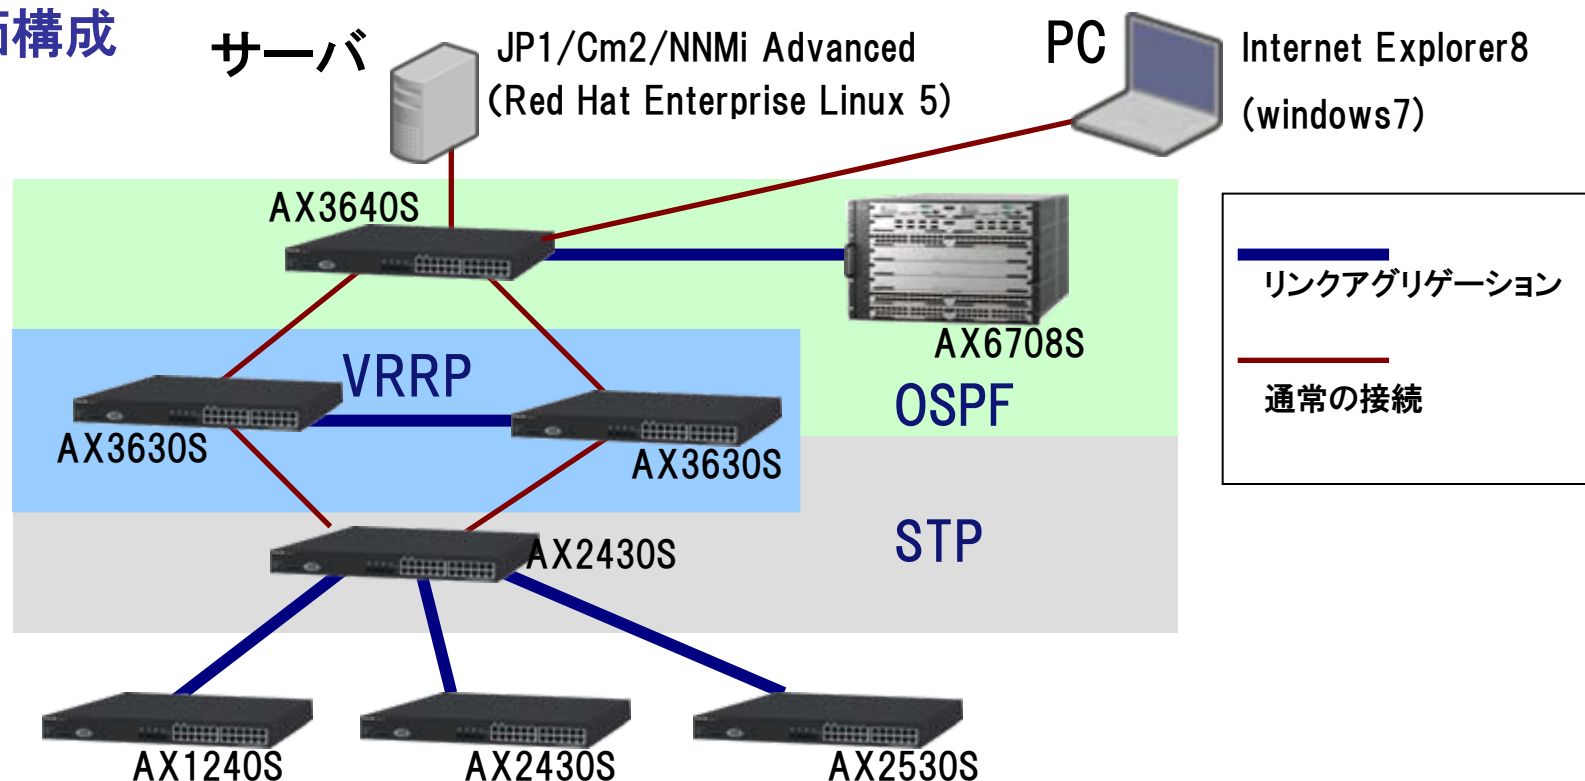 構成
サーバ
JP1/Cm2/NNMi Advanced
(Red Hat Enterprise Linux 5)
PC
Internet Explorer8
(windows7)
AX3640S
AX6708S
リンクアグリゲーション
通常の接続
VRRP
OSPF
AX3630S
AX3630S
STP
AX2430S
AX1240S
AX2430S
AX2530S